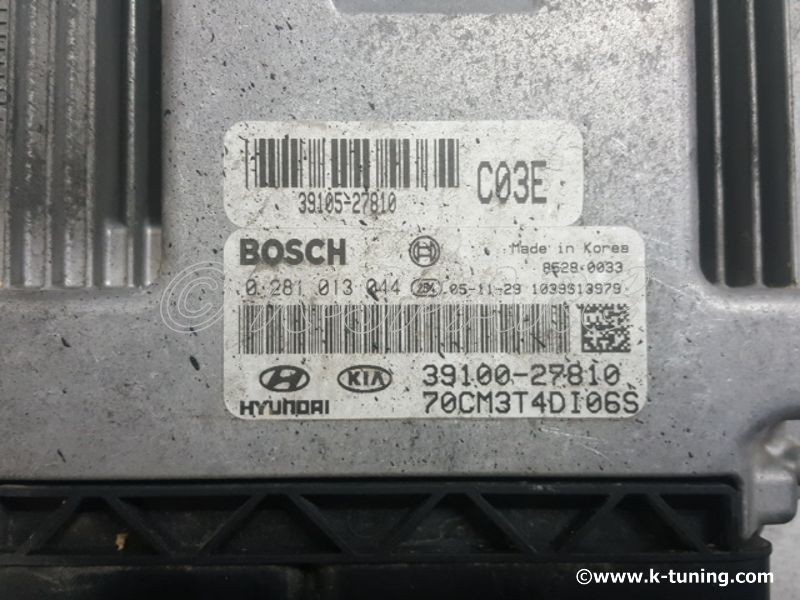 39105-27810
C03E
BOSCH
Made in Korea
8528-0033
0 281 013 044 05-11-29 1039S13979
HYUNDAI KIA 39100-27810
70CM3T4DI06S
©www.k-tuning.com